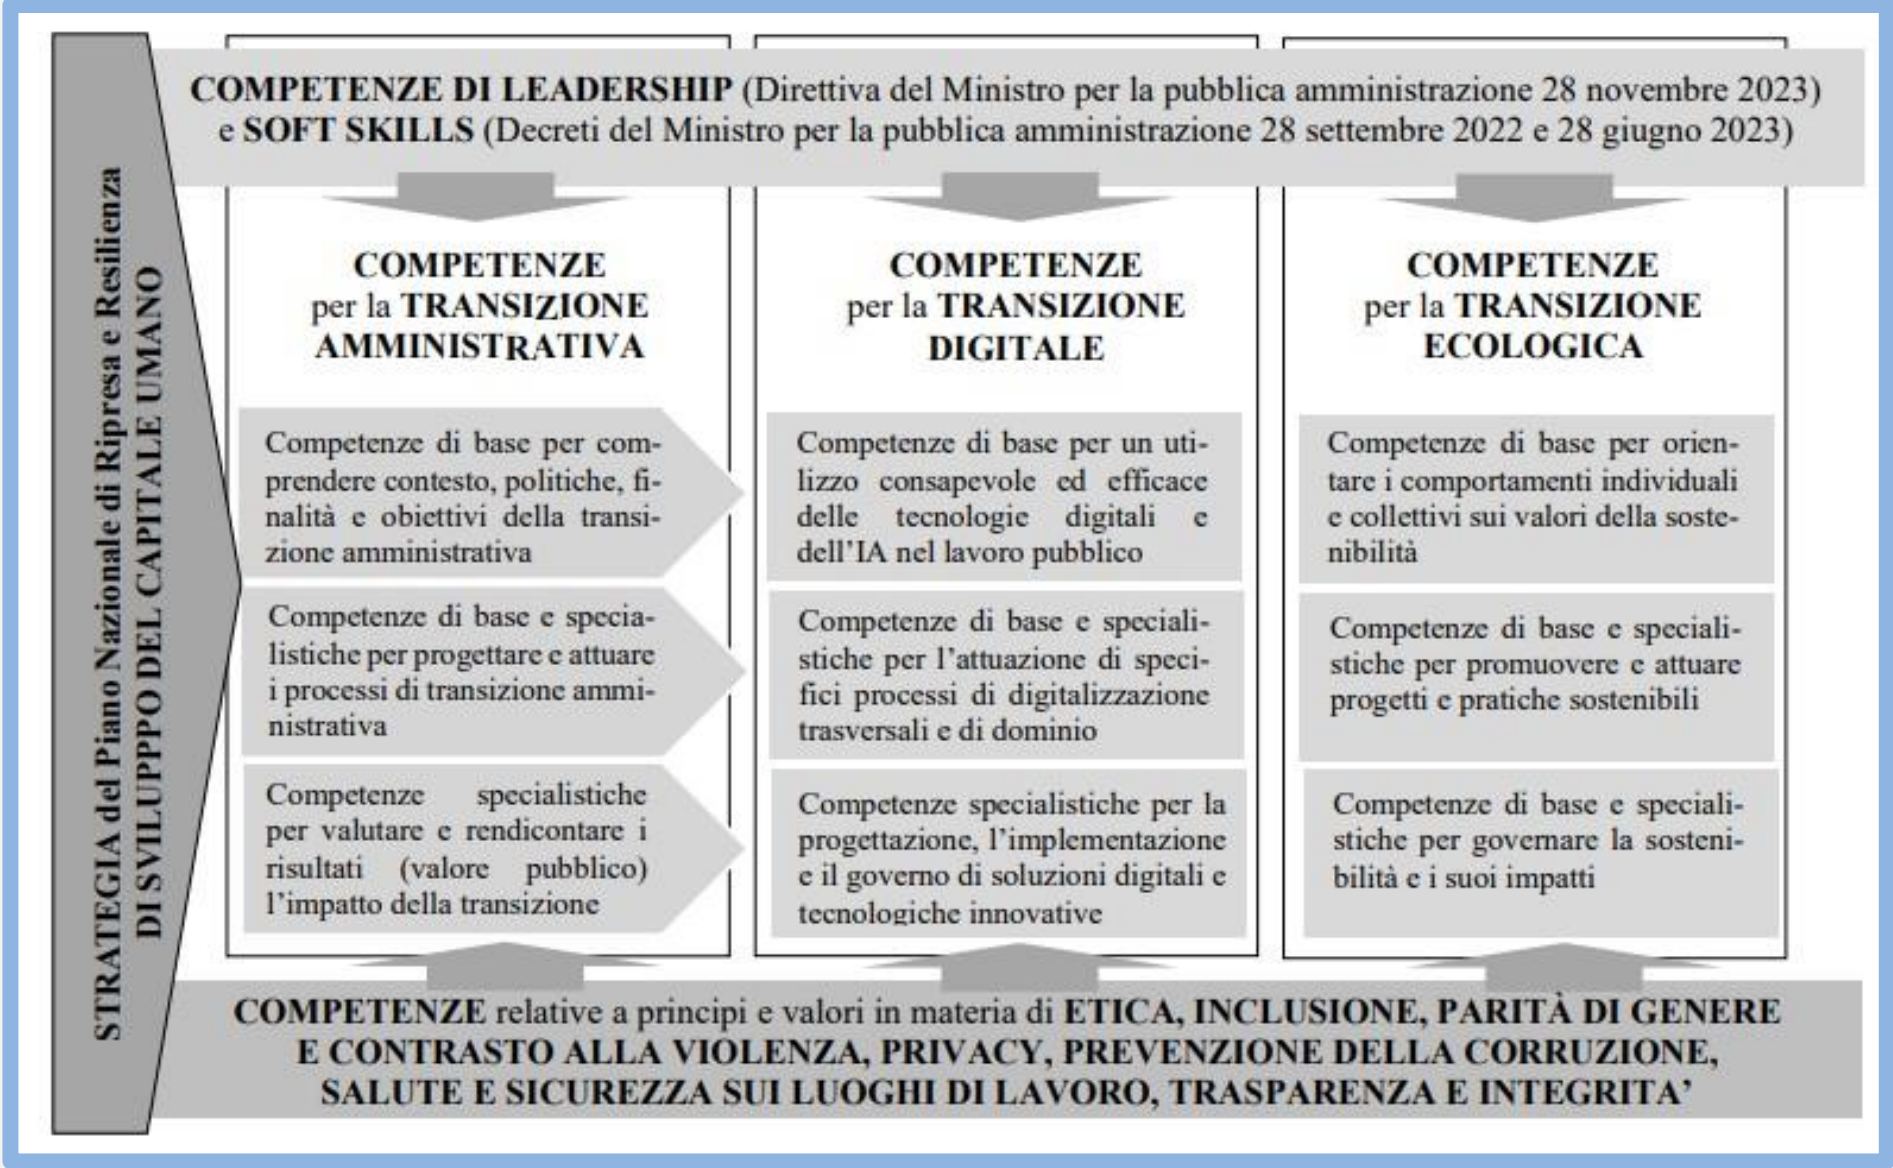 STRATEGIA del Piano Nazionale di Ripresa e Resilienza
DI SVILUPPO DEL CAPITALE UMANO
COMPETENZE DI LEADERSHIP (Direttiva del Ministro per la pubblica amministrazione 28 novembre 2023)
e SOFT SKILLS (Decreti del Ministro per la pubblica amministrazione 28 settembre 2022 e 28 giugno 2023)
COMPETENZE
per la TRANSIZIONE
AMMINISTRATIVA
Competenze di base per com-
prendere contesto, politiche, fi-
nalità e obiettivi della transi-
zione amministrativa
Competenze di base e specia-
listiche per progettare e attuare
i processi di transizione ammi-
nistrativa
Competenze specialistiche
per valutare e rendicontare i
risultati (valore pubblico)
l'impatto della transizione
COMPETENZE
per la TRANSIZIONE
DIGITALE
Competenze di base per un uti-
lizzo consapevole ed efficace
delle tecnologie digitali e
dell'IA nel lavoro pubblico
Competenze di base e speciali-
stiche per l'attuazione di speci-
fici processi di digitalizzazione
trasversali e di dominio
Competenze specialistiche per la
progettazione, l'implementazione
e il governo di soluzioni digitali e
tecnologiche innovative
COMPETENZE
per la TRANSIZIONE
ECOLOGICA
Competenze di base per orien-
tare i comportamenti individuali
e collettivi sui valori della soste-
nibilità
Competenze di base e speciali-
stiche per promuovere e attuare
progetti e pratiche sostenibili
Competenze di base e speciali-
stiche per governare la sosteni-
bilità e i suoi impatti
COMPETENZE relative a principi e valori in materia di ETICA, INCLUSIONE, PARITÀ DI GENERE
E CONTRASTO ALLA VIOLENZA, PRIVACY, PREVENZIONE DELLA CORRUZIONE,
SALUTE E SICUREZZA SUI LUOGHI DI LAVORO, TRASPARENZA E INTEGRITA'